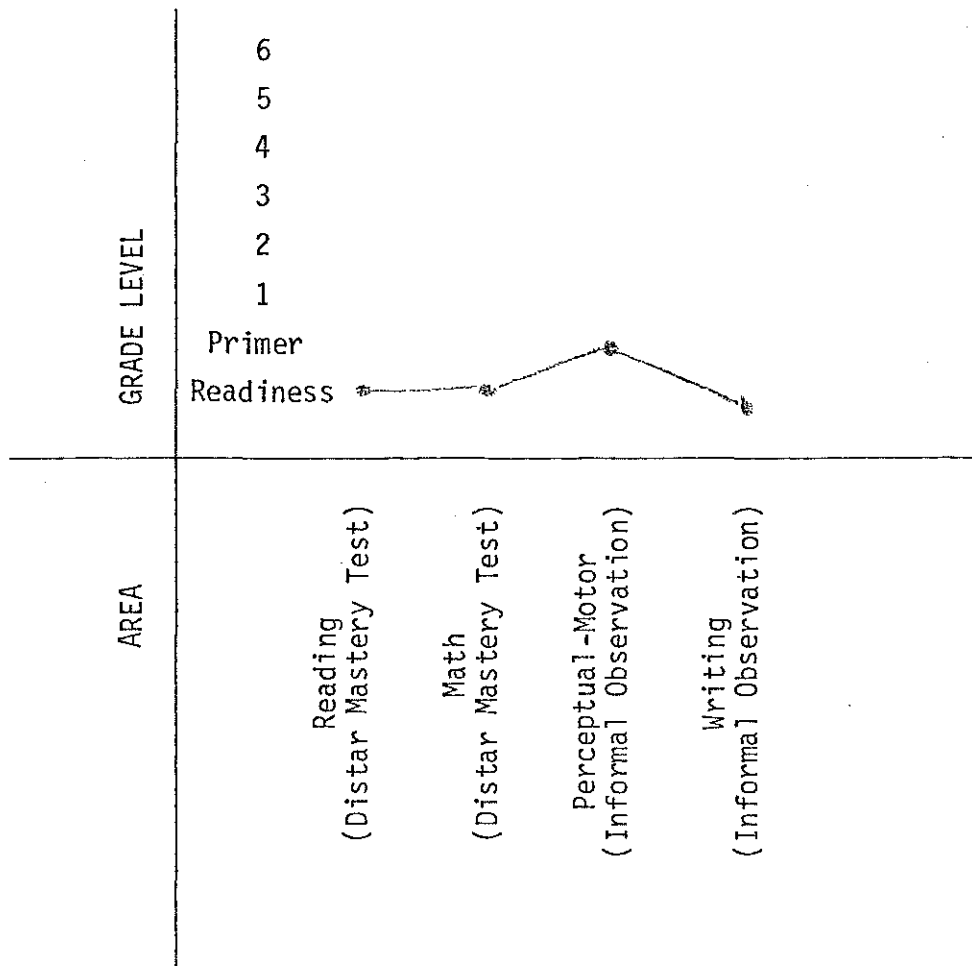 6
5
4
3
2
1
Primer
Readiness
GRADE LEVEL
AREA
Reading
(Distar Mastery Test)
Math
(Distar Mastery Test)
Perceptual-Motor
(Informal Observation)
Writing
(Informal Observation)